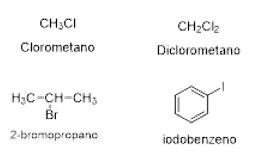 CH₃Cl
Clorometano
CH₂Cl₂
Diclorometano
H₃C-CH-CH₃
Br
2-bromopropano
I
iodobenzeno